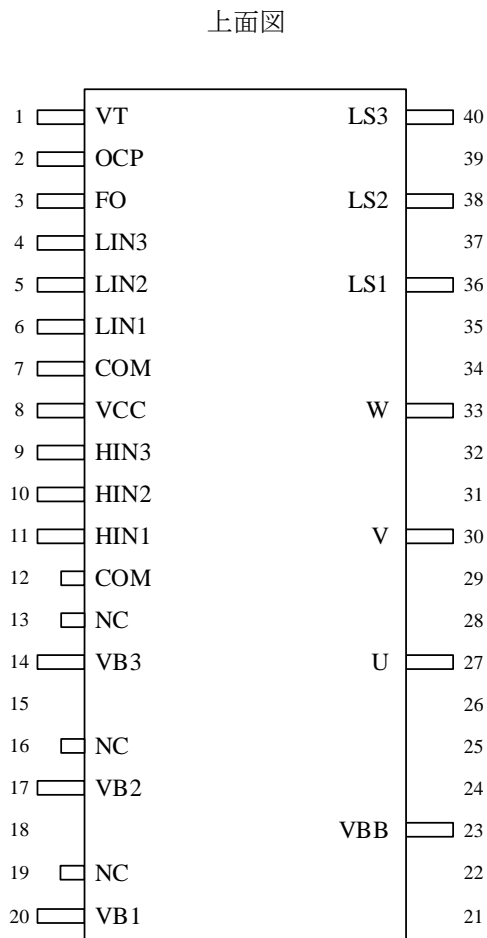 上面図
1 VT LS3 40
2 OCP 39
3 FO LS2 38
4 LIN3 37
5 LIN2 LS1 36
6 LIN1 35
7 COM 34
8 VCC W 33
9 HIN3 32
10 HIN2 31
11 HIN1 V 30
12 COM 29
13 NC 28
14 VB3 U 27
15 26
16 NC 25
17 VB2 24
18 VBB 23
19 NC 22
20 VB1 21